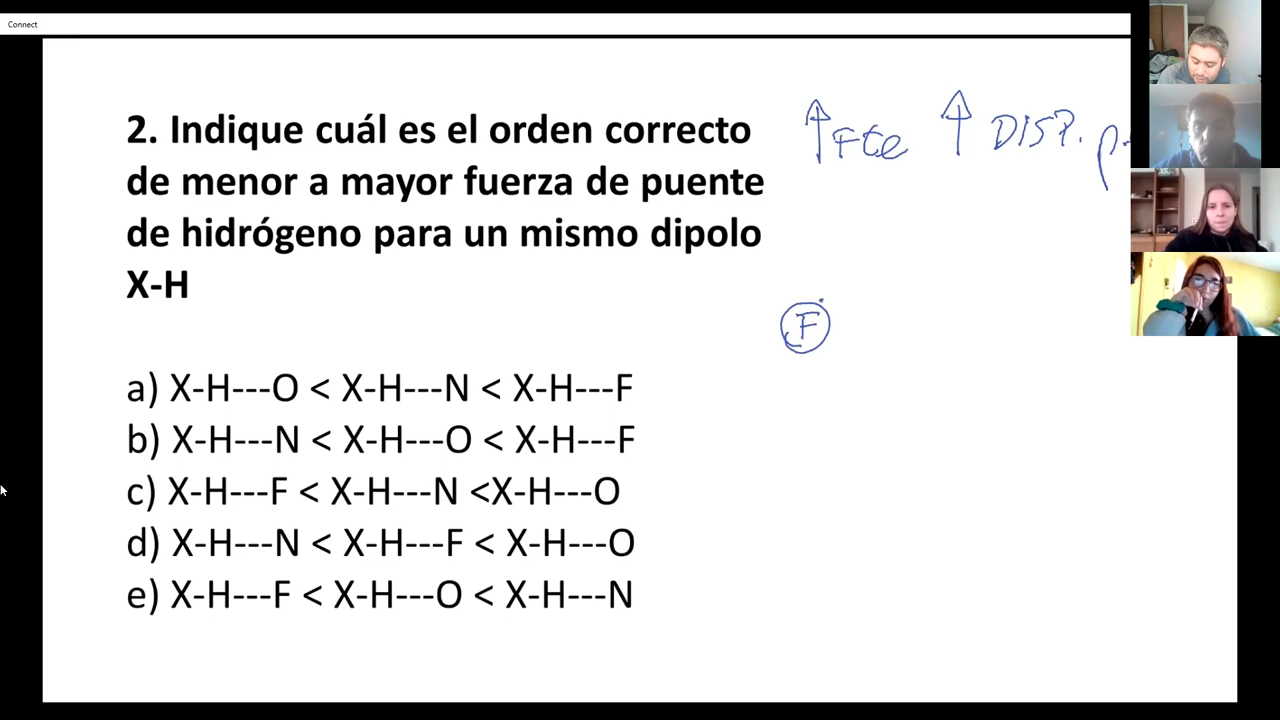 Connect
2. Indique cuál es el orden correcto
de menor a mayor fuerza de puente
de hidrógeno para un mismo dipolo
X-H
a) X-H---O < X-H---N < X-H---F
b) X-H---N < X-H---O < X-H---F
c) X-H---F < X-H---N <X-H---O
d) X-H---N < X-H---F < X-H---O
e) X-H---F < X-H---O < X-H---N
↑ Fte ↑ DISP.
F